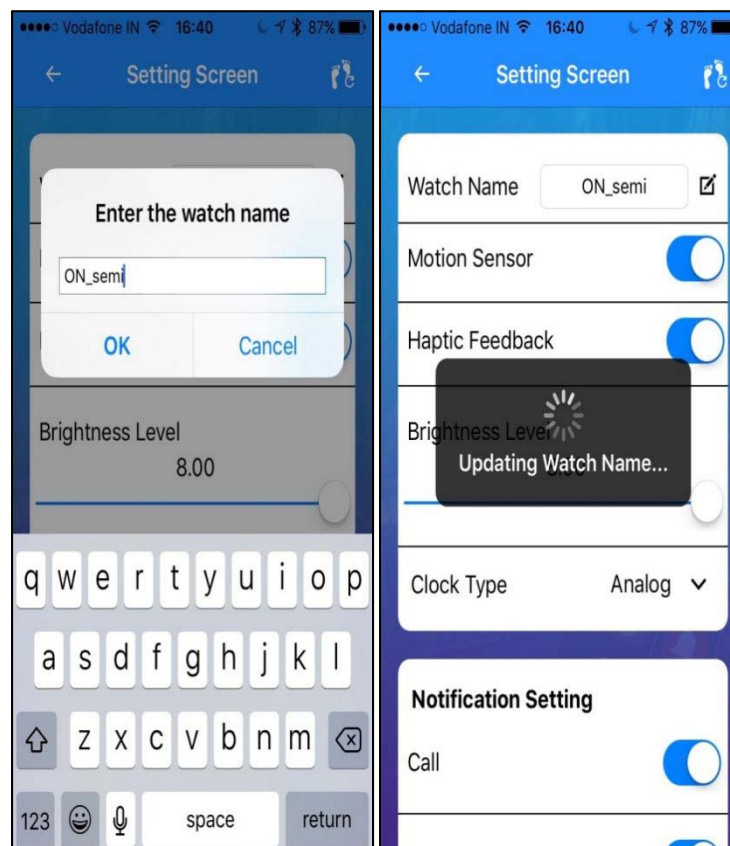 Vodafone IN 16:40 87%
Setting Screen
Enter the watch name
ON_semi
OK Cancel
Brightness Level
8.00
q w e r t y u i o p
a s d f g h j k l
z x c v b n m
123 space return
Vodafone IN 16:40 87%
Setting Screen
Watch Name ON_semi
Motion Sensor
Haptic Feedback
Brightness Level
Updating Watch Name...
Clock Type Analog
Notification Setting
Call